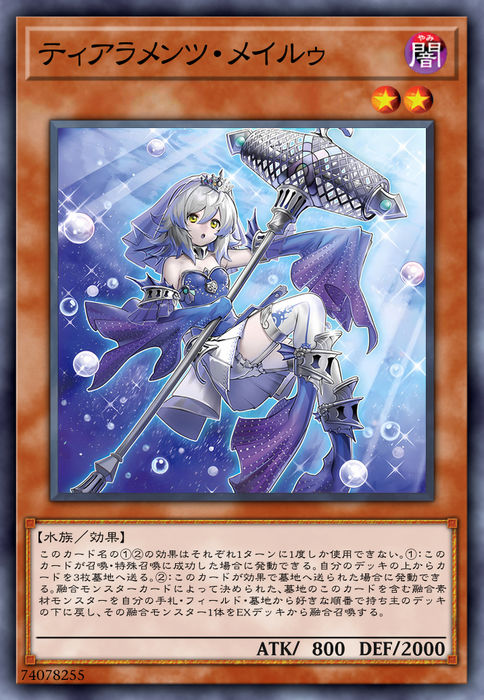 ティアラメンツ・メイルゥ
やみ
闇
【水族／効果】
このカード名の①②の効果はそれぞれ1ターンに1度しか使用できない。①：この
カードが召喚・特殊召喚に成功した場合に発動できる。自分のデッキの上からカ
ードを3枚墓地へ送る。②：このカードが効果で墓地へ送られた場合に発動でき
る。融合モンスターカードによって決められた、墓地のこのカードを含む融合素
材モンスターを自分の手札・フィールド・墓地から好きな順番で持ち主のデッキ
の下に戻し、その融合モンスター1体をEXデッキから融合召喚する。
ATK/ 800 DEF/2000
74078255